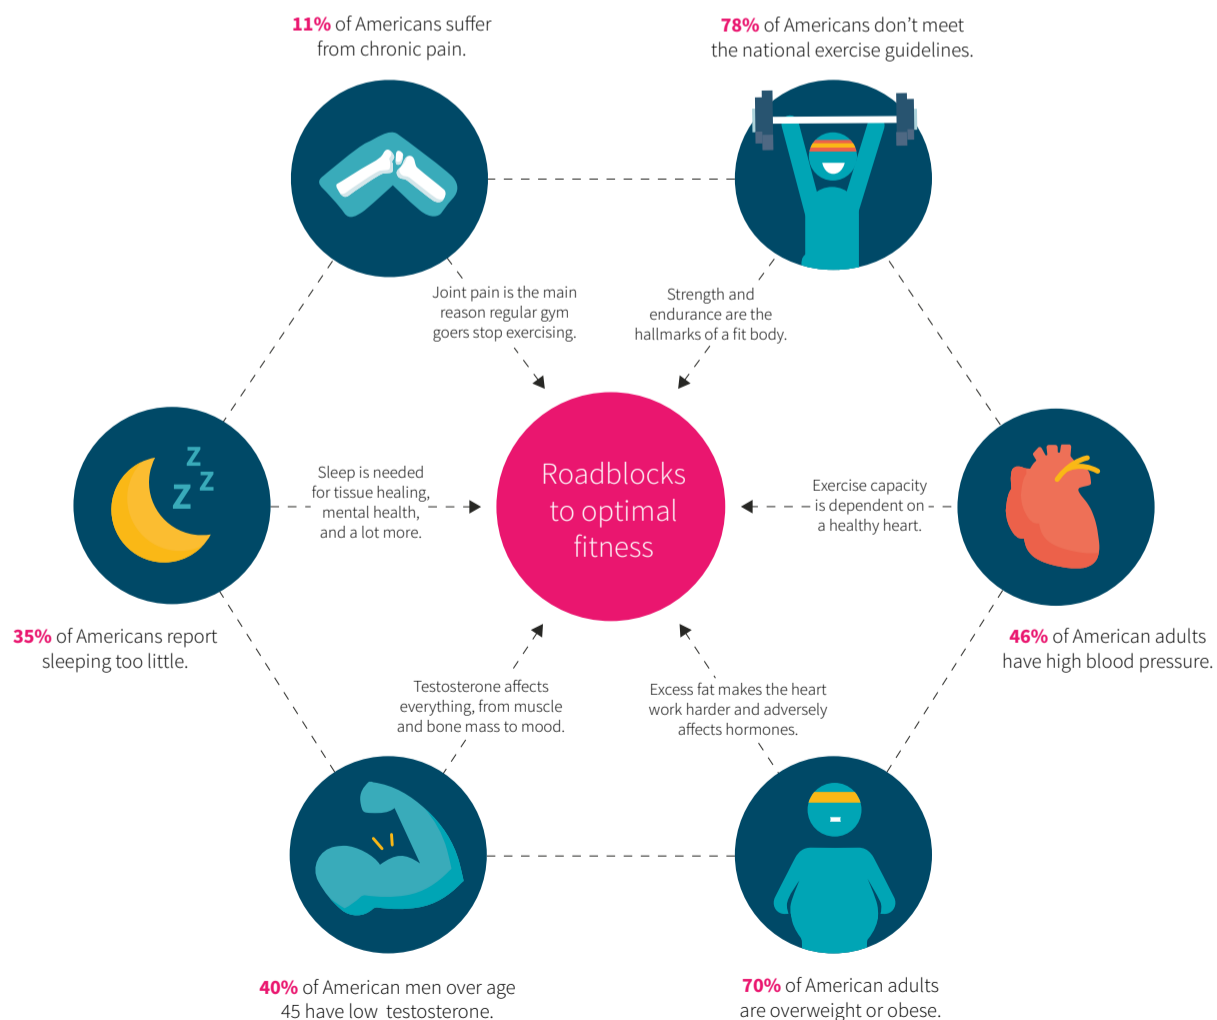 11% of Americans suffer
from chronic pain.
78% of Americans don’t meet
the national exercise guidelines.
Joint pain is the main
reason regular gym
goers stop exercising.
Strength and
endurance are the
hallmarks of a fit body.
Z
Z
Z
Sleep is needed
for tissue healing,
mental health,
and a lot more.
Roadblocks
to optimal
fitness
Exercise capacity
is dependent on
a healthy heart.
35% of Americans report
sleeping too little.
46% of American adults
have high blood pressure.
Testosterone affects
everything, from muscle
and bone mass to mood.
Excess fat makes the heart
work harder and adversely
affects hormones.
40% of American men over age
45 have low testosterone.
70% of American adults
are overweight or obese.